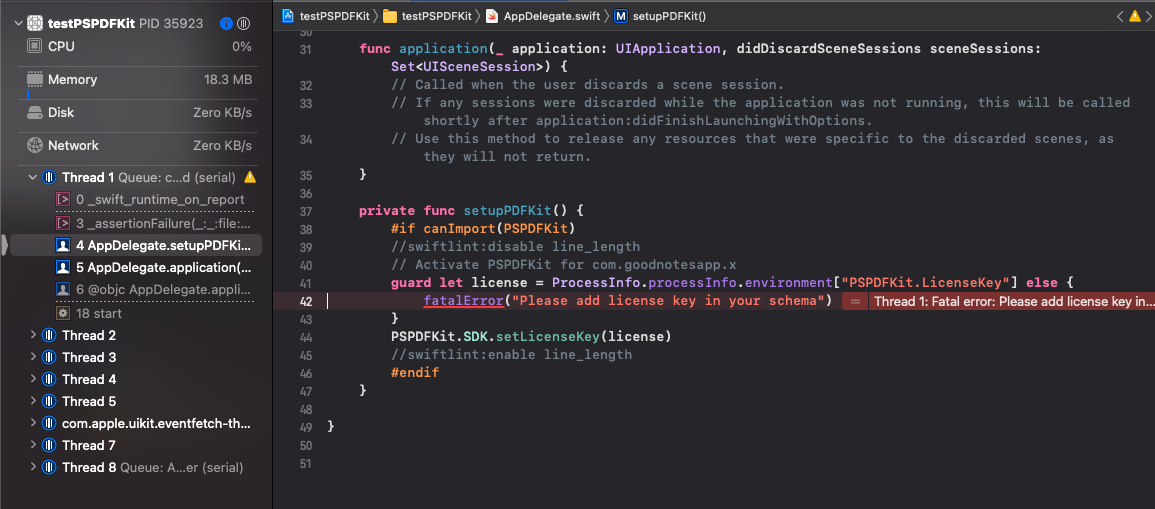 testPSPDFKit PID 35923
CPU 0%
Memory 18.3 MB
Disk Zero KB/s
Network Zero KB/s
Thread 1 Queue: c...d (serial)
0 _swift_runtime_on_report
3 _assertionFailure(_:_:file:...
4 AppDelegate.setupPDFKi...
5 AppDelegate.application(...
6 @objc AppDelegate.appli...
18 start
Thread 2
Thread 3
Thread 4
Thread 5
com.apple.uikit.eventfetch-th...
Thread 7
Thread 8 Queue: A...er (serial)
testPSPDFKit 〉 testPSPDFKit 〉 AppDelegate.swift 〉 M setupPDFKit()
30
31 func application(_ application: UIApplication, didDiscardSceneSessions sceneSessions:
Set<UISceneSession>) {
32 // Called when the user discards a scene session.
33 // If any sessions were discarded while the application was not running, this will be called
shortly after application:didFinishLaunchingWithOptions.
34 // Use this method to release any resources that were specific to the discarded scenes, as
they will not return.
35 }
36
37 private func setupPDFKit() {
38 #if canImport(PSPDFKit)
39 //swiftlint:disable line_length
40 // Activate PSPDFKit for com.goodnotesapp.x
41 guard let license = ProcessInfo.processInfo.environment["PSPDFKit.LicenseKey"] else {
42 fatalError("Please add license key in your schema") = Thread 1: Fatal error: Please add license key in...
43 }
44 PSPDFKit.SDK.setLicenseKey(license)
45 //swiftlint:enable line_length
46 #endif
47 }
48
49 }
50
51